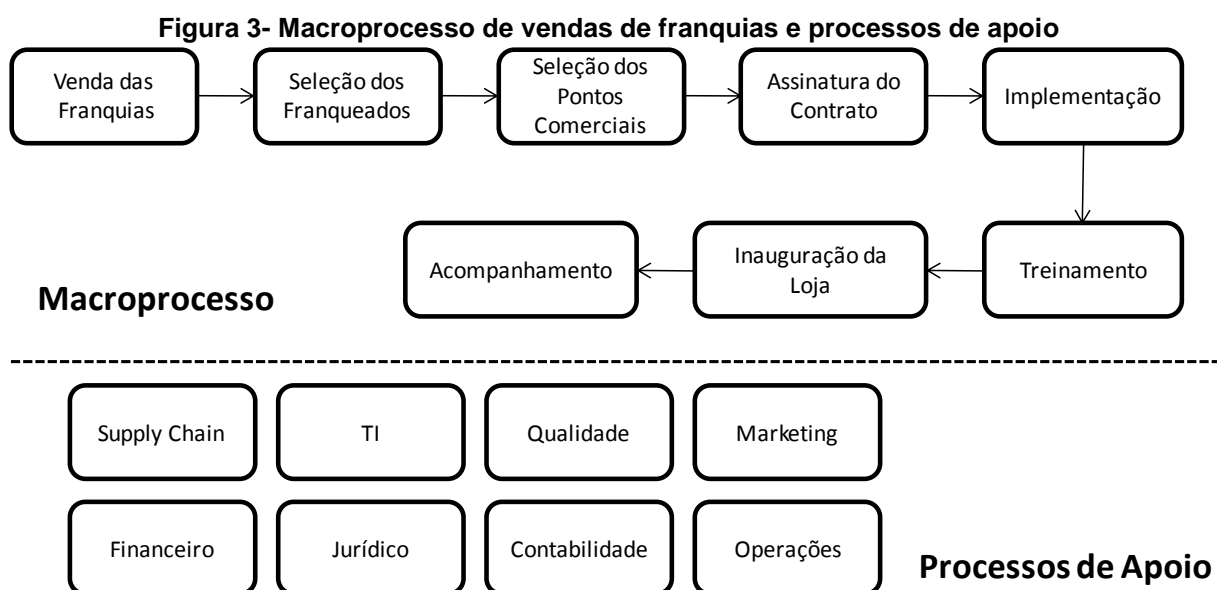 Figura 3- Macroprocesso de vendas de franquias e processos de apoio
Venda das
Franquias
Seleção dos
Franqueados
Seleção dos
Pontos
Comerciais
Assinatura do
Contrato
Implementação
Acompanhamento
Inauguração da
Loja
Treinamento
Macroprocesso
Supply Chain
TI
Qualidade
Marketing
Financeiro
Jurídico
Contabilidade
Operações
Processos de Apoio